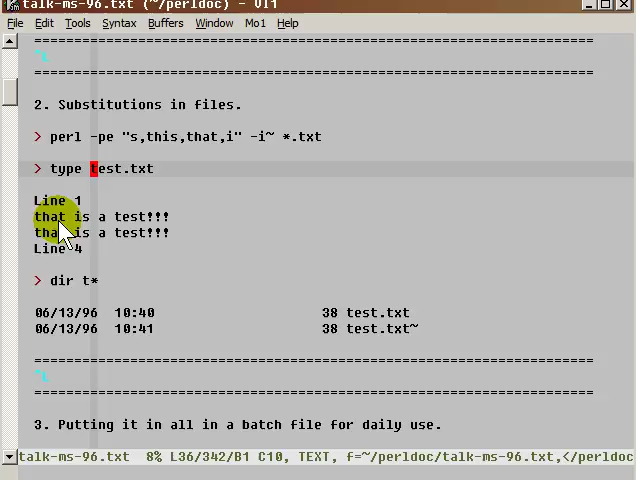 talk-ms-96.txt (~/perldoc) - VI1
File Edit Tools Syntax Buffers Window Mo1 Help
======================================================================
^L
======================================================================
2. Substitutions in files.
> perl -pe "s,this,that,i" -i~ *.txt
> type test.txt
Line 1
that is a test!!!
that is a test!!!
Line 4
> dir t*
06/13/96 10:40 38 test.txt
06/13/96 10:41 38 test.txt~
======================================================================
^L
======================================================================
3. Putting it in all in a batch file for daily use.
talk-ms-96.txt 8% L36/342/B1 C10, TEXT, f=~/perldoc/talk-ms-96.txt,</perldoc